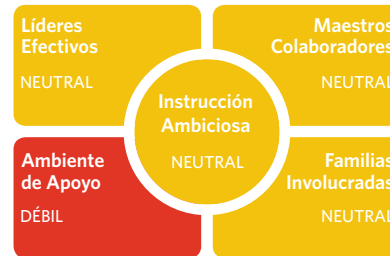 Líderes
Efectivos
NEUTRAL
Maestros
Colaboradores
NEUTRAL
Instrucción
Ambiciosa
NEUTRAL
Ambiente
de Apoyo
DÉBIL
Familias
Involucradas
NEUTRAL